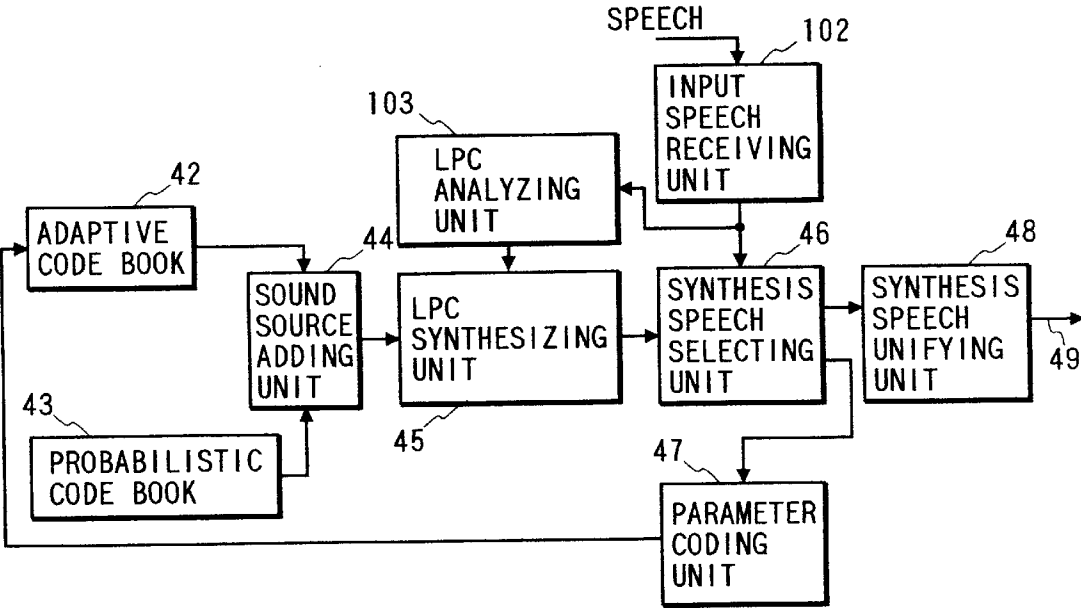 SPEECH
102
INPUT
SPEECH
RECEIVING
UNIT
103
LPC
ANALYZING
UNIT
42
ADAPTIVE
CODE BOOK
44
SOUND
SOURCE
ADDING
UNIT
LPC
SYNTHESIZING
UNIT
45
46
SYNTHESIS
SPEECH
SELECTING
UNIT
48
SYNTHESIS
SPEECH
UNIFYING
UNIT
49
43
PROBABILISTIC
CODE BOOK
47
PARAMETER
CODING
UNIT